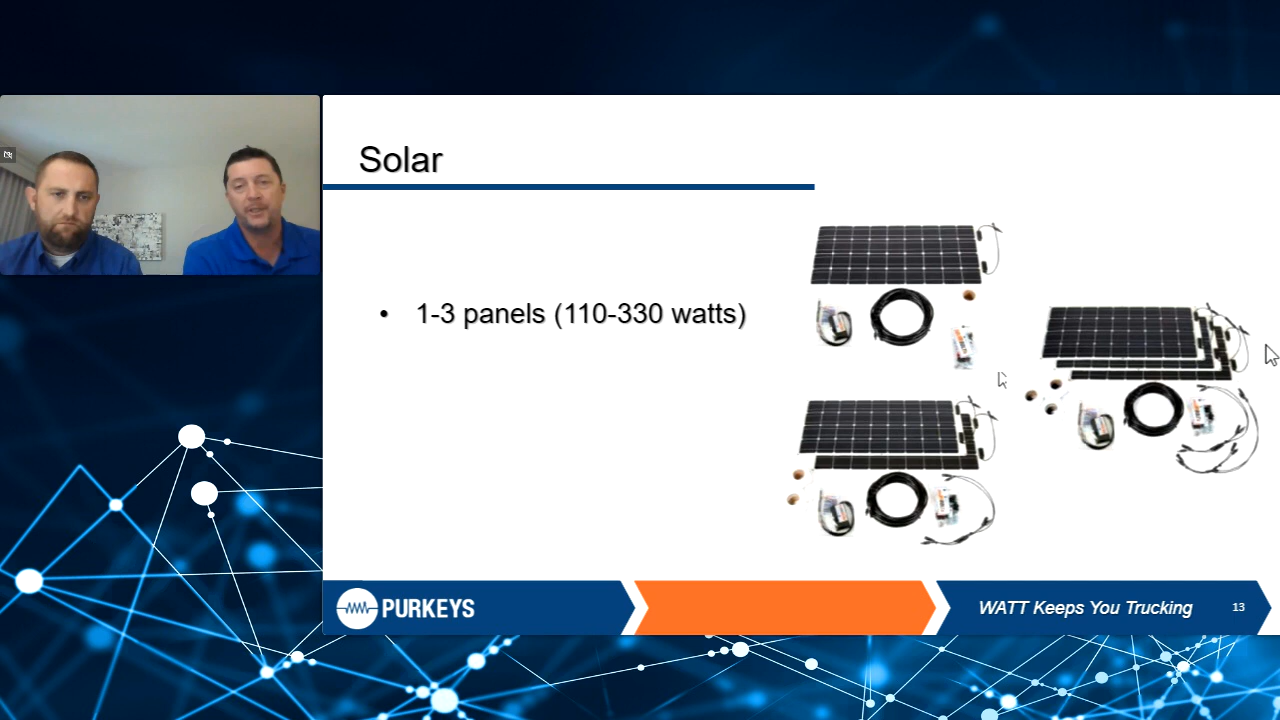 Solar
• 1-3 panels (110-330 watts)
PURKEYS
WATT Keeps You Trucking
13